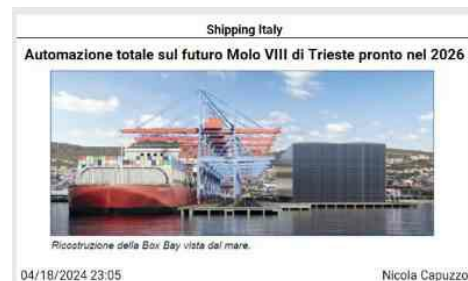 Shipping Italy
Automazione totale sul futuro Molo VIII di Trieste pronto nel 2026
Ricostruzione della Box Bay vista dal mare.
04/18/2024 23:05 Nicola Capuzzo